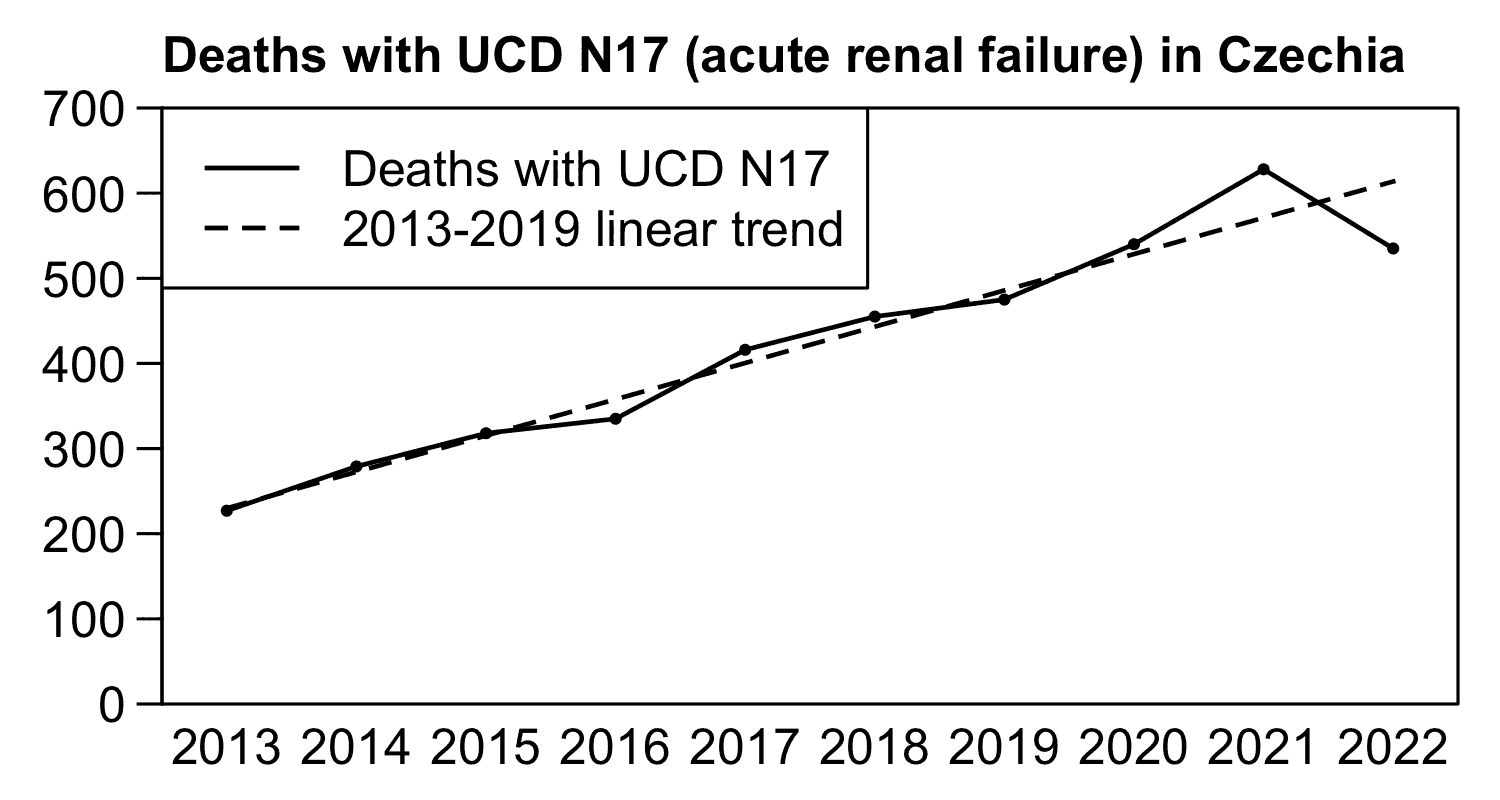 Deaths with UCD N17 (acute renal failure) in Czechia
700
600
500
400
300
200
100
0
Deaths with UCD N17
2013-2019 linear trend
2013 2014 2015 2016 2017 2018 2019 2020 2021 2022